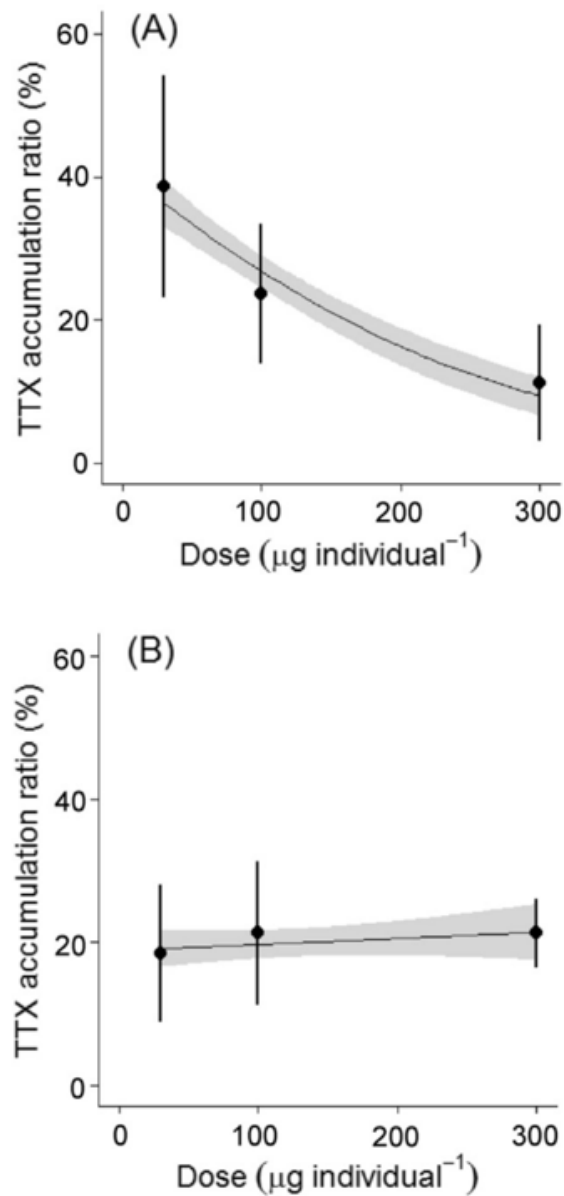 (A)
TTX accumulation ratio (%)
60
40
20
0
0 100 200 300
Dose (μg individual⁻¹)
(B)
TTX accumulation ratio (%)
60
40
20
0
0 100 200 300
Dose (μg individual⁻¹)